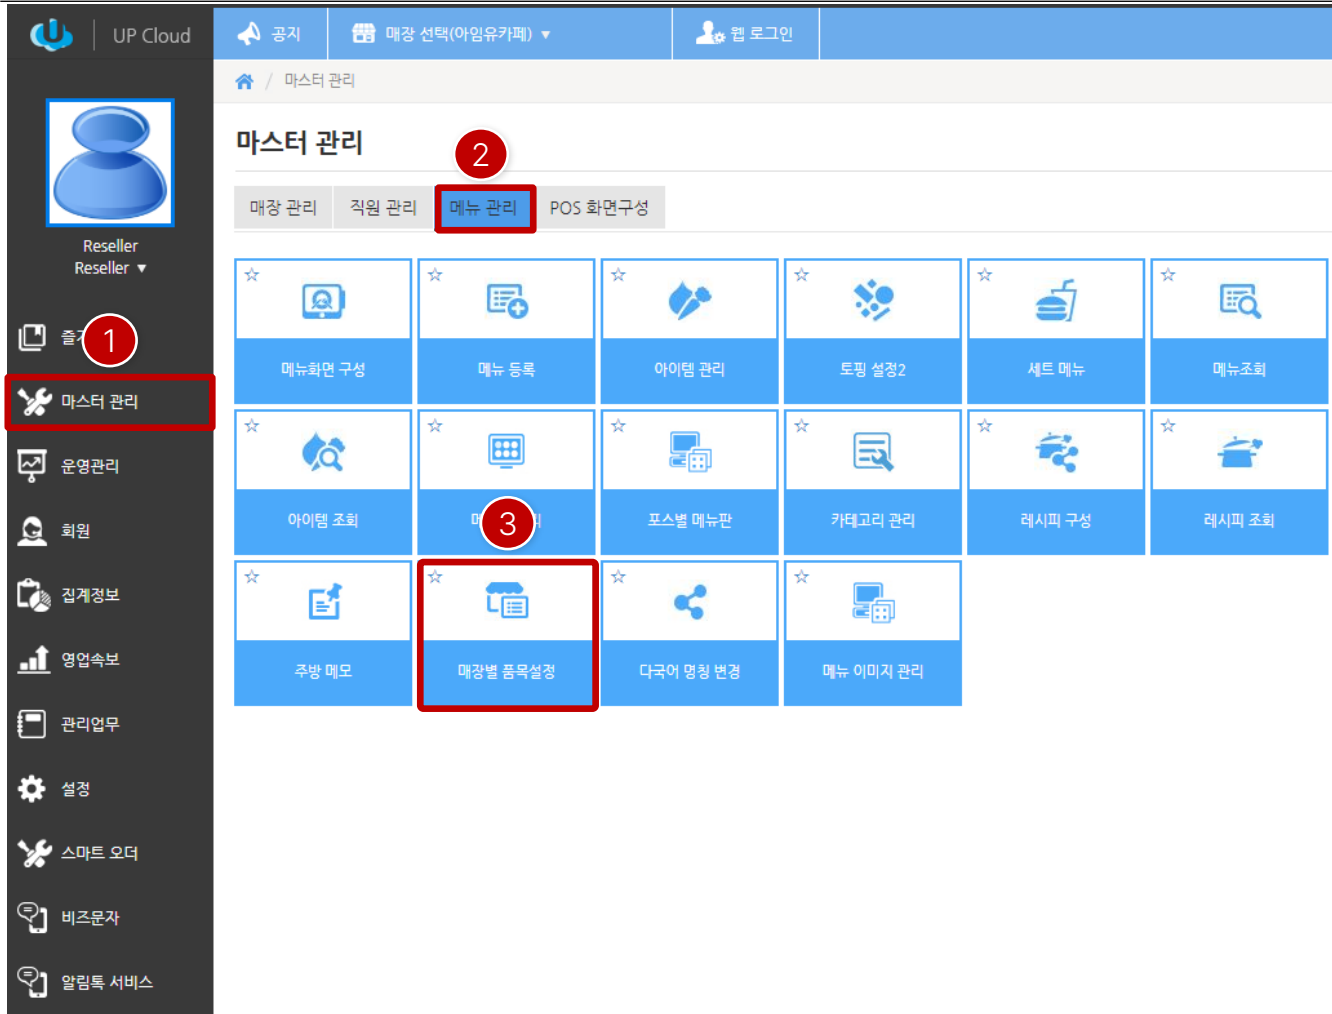 UP Cloud
공지
매장 선택(아임유카페) ▼
웹 로그인
/ 마스터 관리
Reseller
Reseller ▼
1
마스터 관리
운영관리
회원
집계정보
영업속보
관리업무
설정
스마트 오더
비즈문자
알림톡 서비스
마스터 관리
2
매장 관리
직원 관리
메뉴 관리
POS 화면구성
메뉴화면 구성
메뉴 등록
아이템 관리
토핑 설정2
세트 메뉴
메뉴조회
아이템 조회
3
포스별 메뉴판
카테고리 관리
레시피 구성
레시피 조회
주방 메모
매장별 품목설정
다국어 명칭 변경
메뉴 이미지 관리